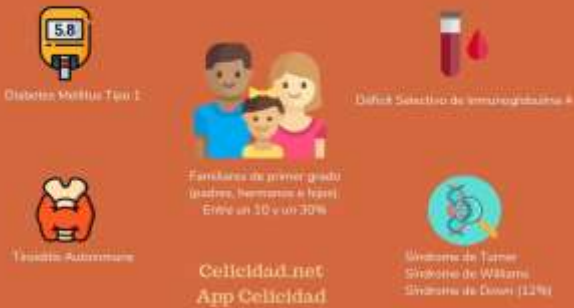 5.8
Diabetes Mellitus Tipo 1
Déficit Selectivo de Inmunoglobulina A
Familiares de primer grado
(padres, hermanos e hijos)
Entre un 10 y un 30%
Tiroiditis Autoinmune
Síndrome de Turner
Síndrome de Williams
Síndrome de Down (12%)
Celicidad.net
App Celicidad